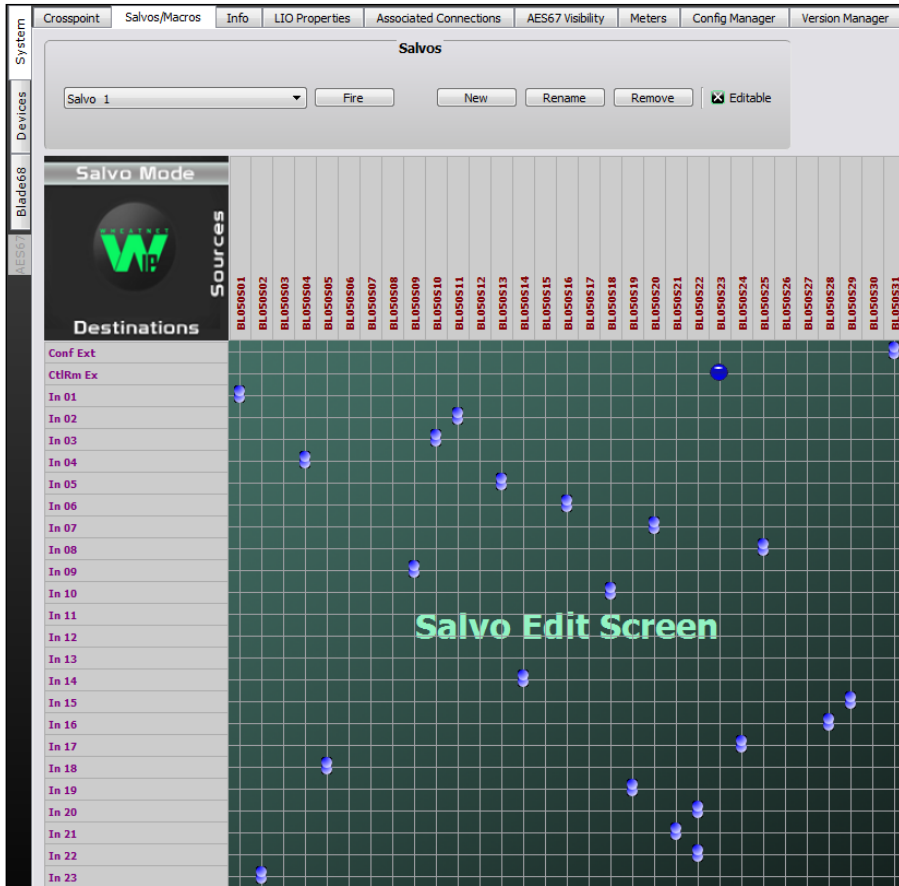 Crosspoint Salvos/Macros Info LIO Properties Associated Connections AES67 Visibility Meters Config Manager Version Manager
System
Devices
Blade68
AES67
Salvos
Salvo 1 Fire New Rename Remove Editable
Salvo Mode
WHEATNET
W IP
Sources
Destinations
BL050S01
BL050S02
BL050S03
BL050S04
BL050S05
BL050S06
BL050S07
BL050S08
BL050S09
BL050S10
BL050S11
BL050S12
BL050S13
BL050S14
BL050S15
BL050S16
BL050S17
BL050S18
BL050S19
BL050S20
BL050S21
BL050S22
BL050S23
BL050S24
BL050S25
BL050S26
BL050S27
BL050S28
BL050S29
BL050S30
BL050S31
Conf Ext
CtlRm Ex
In 01
In 02
In 03
In 04
In 05
In 06
In 07
In 08
In 09
In 10
In 11
In 12
In 13
In 14
In 15
In 16
In 17
In 18
In 19
In 20
In 21
In 22
In 23
Salvo Edit Screen